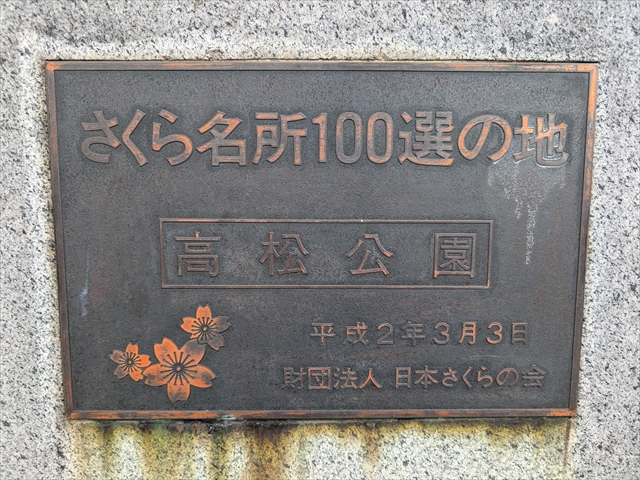 さくら名所100選の地
高松公園
平成2年3月3日
財団法人 日本さくらの会